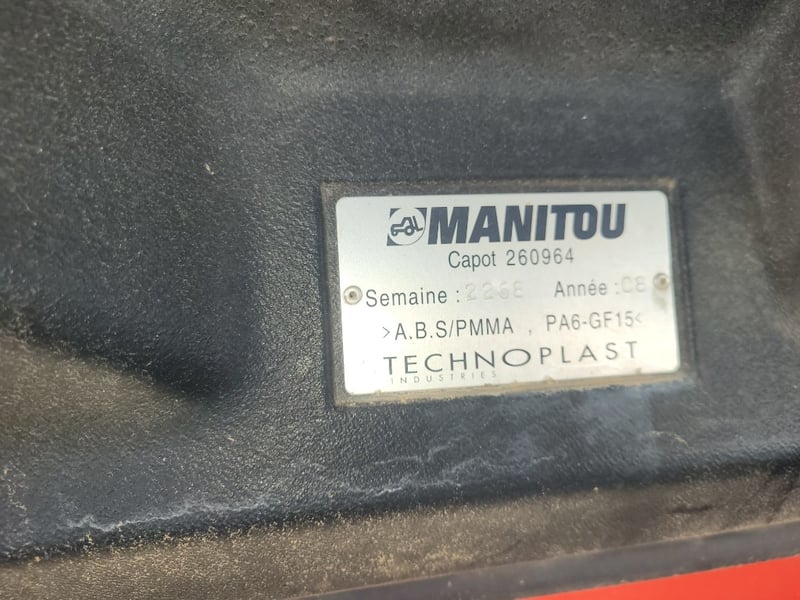 MANITOU
Capot 260964
Semaine : Année :
>A.B.S/PMMA , PA6-GF15<
TECHNOPLAST
INDUSTRIES